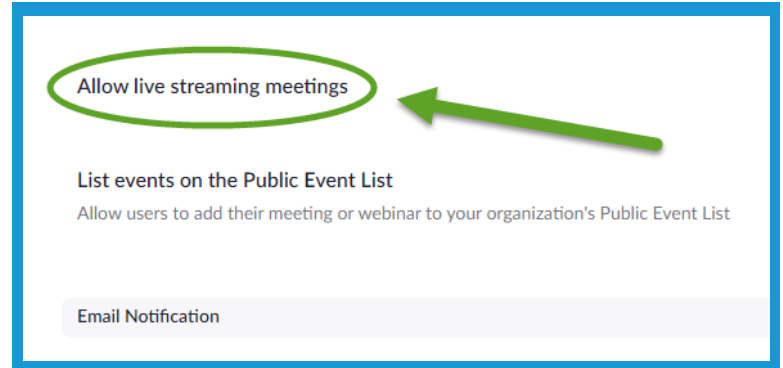 Allow live streaming meetings
List events on the Public Event List
Allow users to add their meeting or webinar to your organization's Public Event List
Email Notification